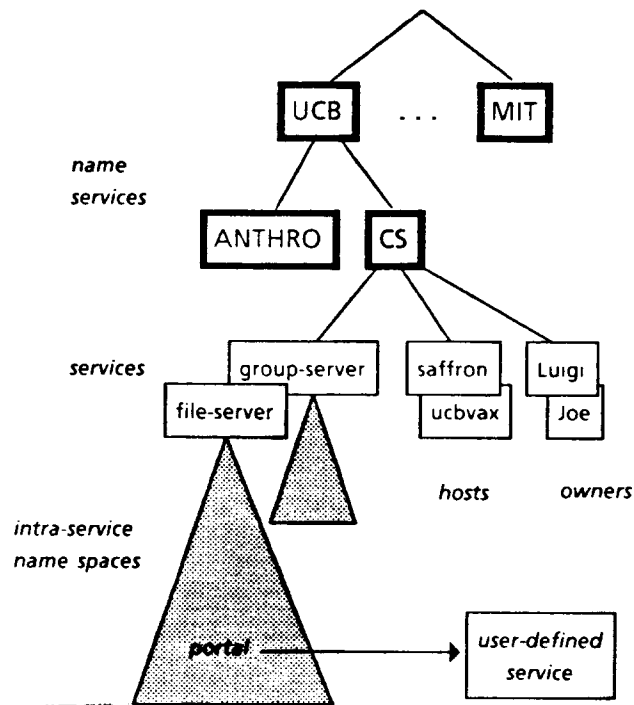 UCB ... MIT
name
services
ANTHRO CS
services
group-server saffron Luigi
file-server ucbvax Joe
hosts owners
intra-service
name spaces
portal
user-defined
service